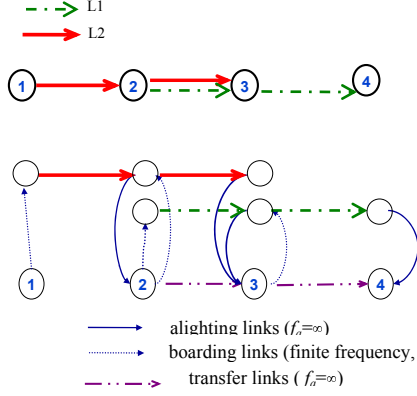 L1
L2
1 2 3 4
1 2 3 4
alighting links (fₐ=∞)
boarding links (finite frequency,
transfer links ( fₐ=∞)